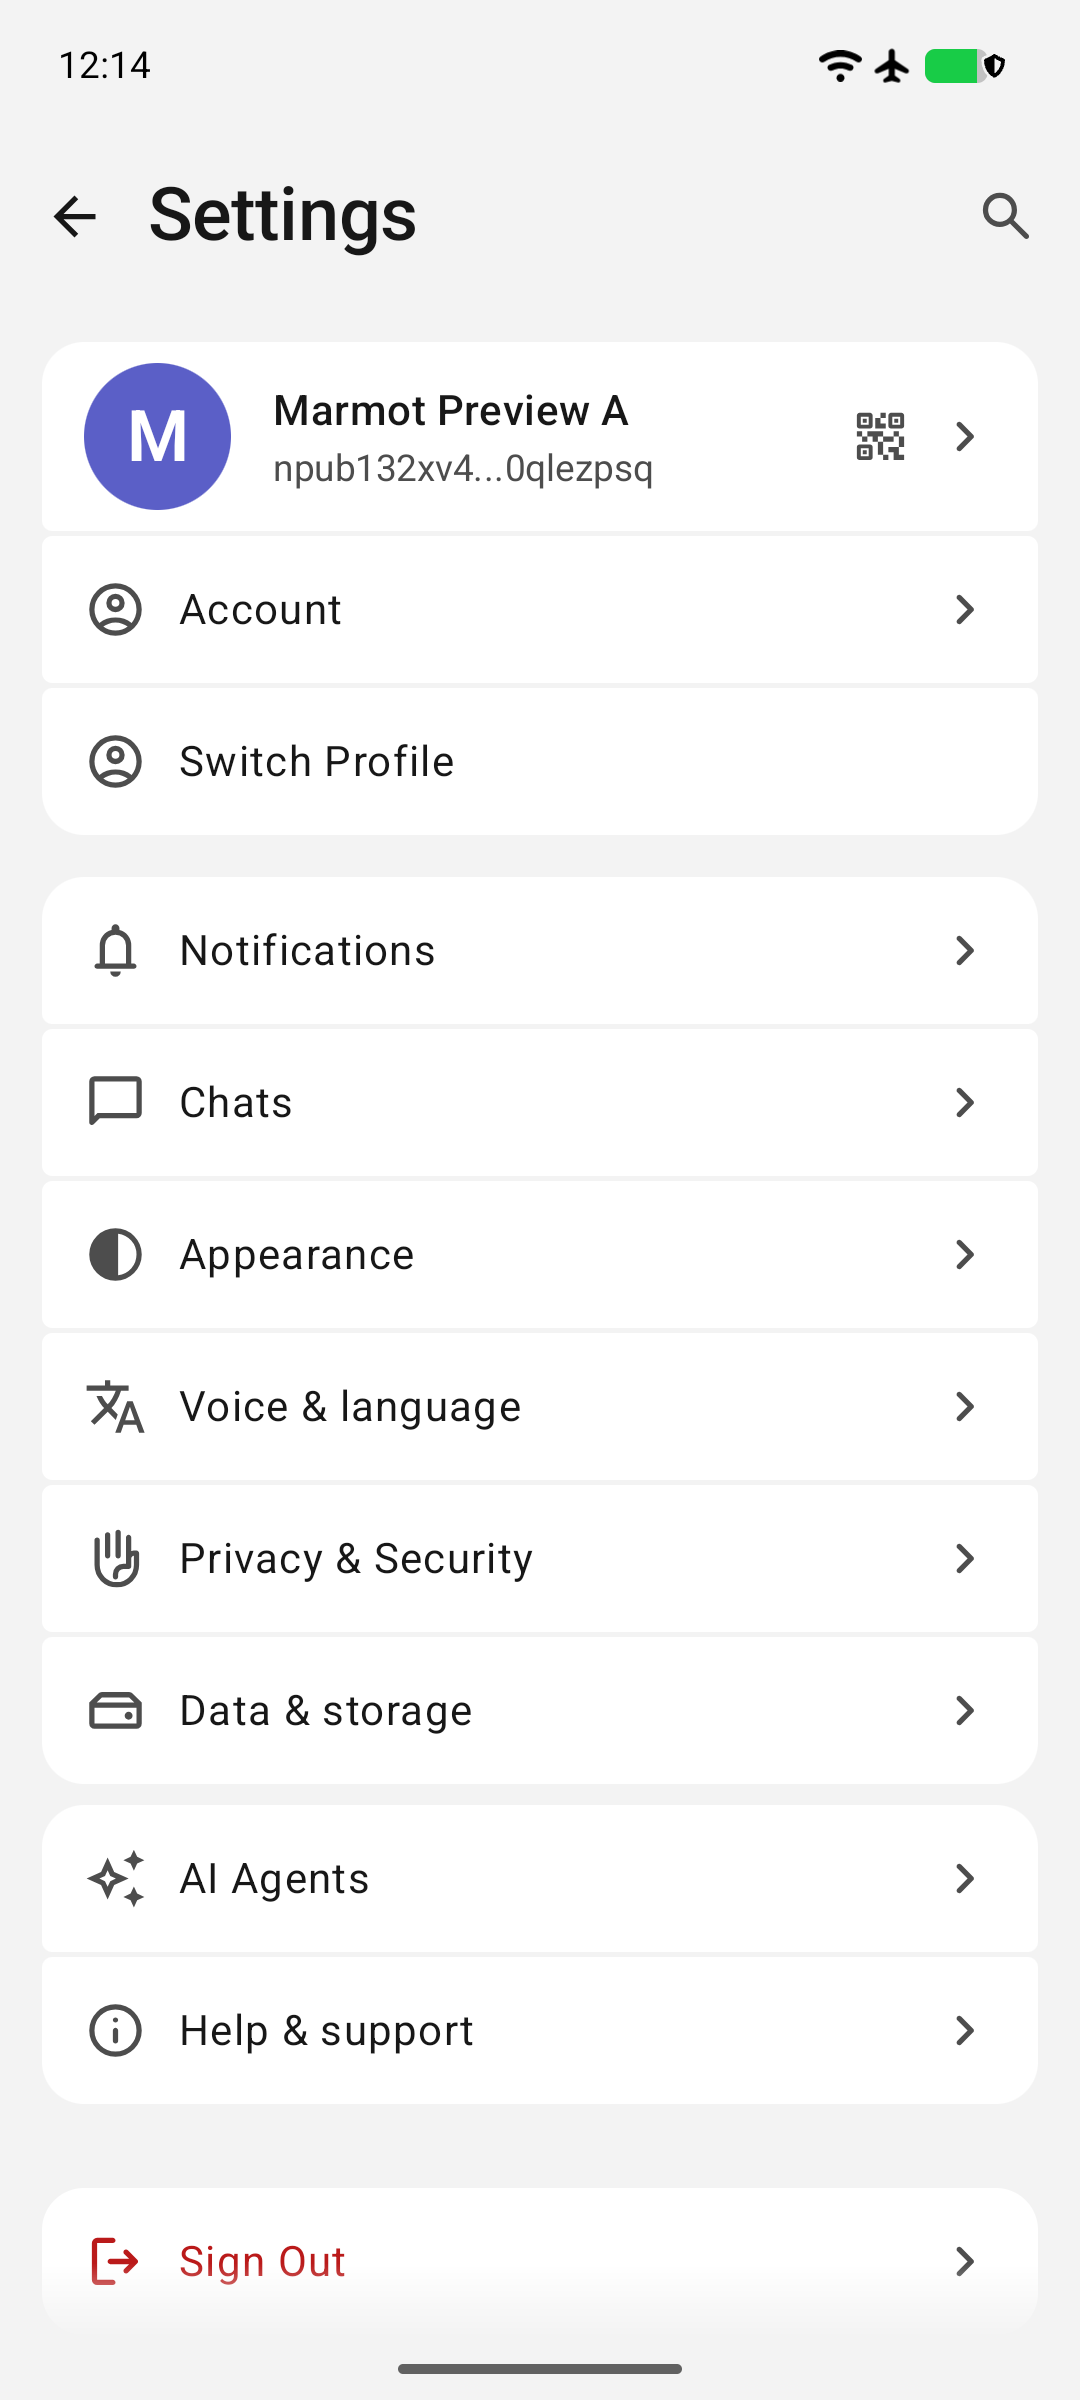 12:14
Settings
M
Marmot Preview A
npub132xv4...0qlezpsq
Account
Switch Profile
Notifications
Chats
Appearance
Voice & language
Privacy & Security
Data & storage
AI Agents
Help & support
Sign Out